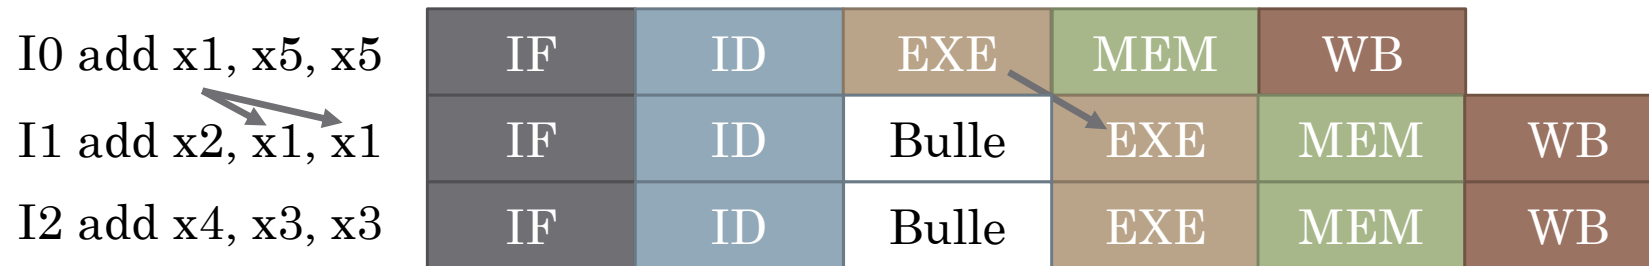 I0 add x1, x5, x5 IF ID EXE MEM WB
I1 add x2, x1, x1 IF ID Bulle EXE MEM WB
I2 add x4, x3, x3 IF ID Bulle EXE MEM WB